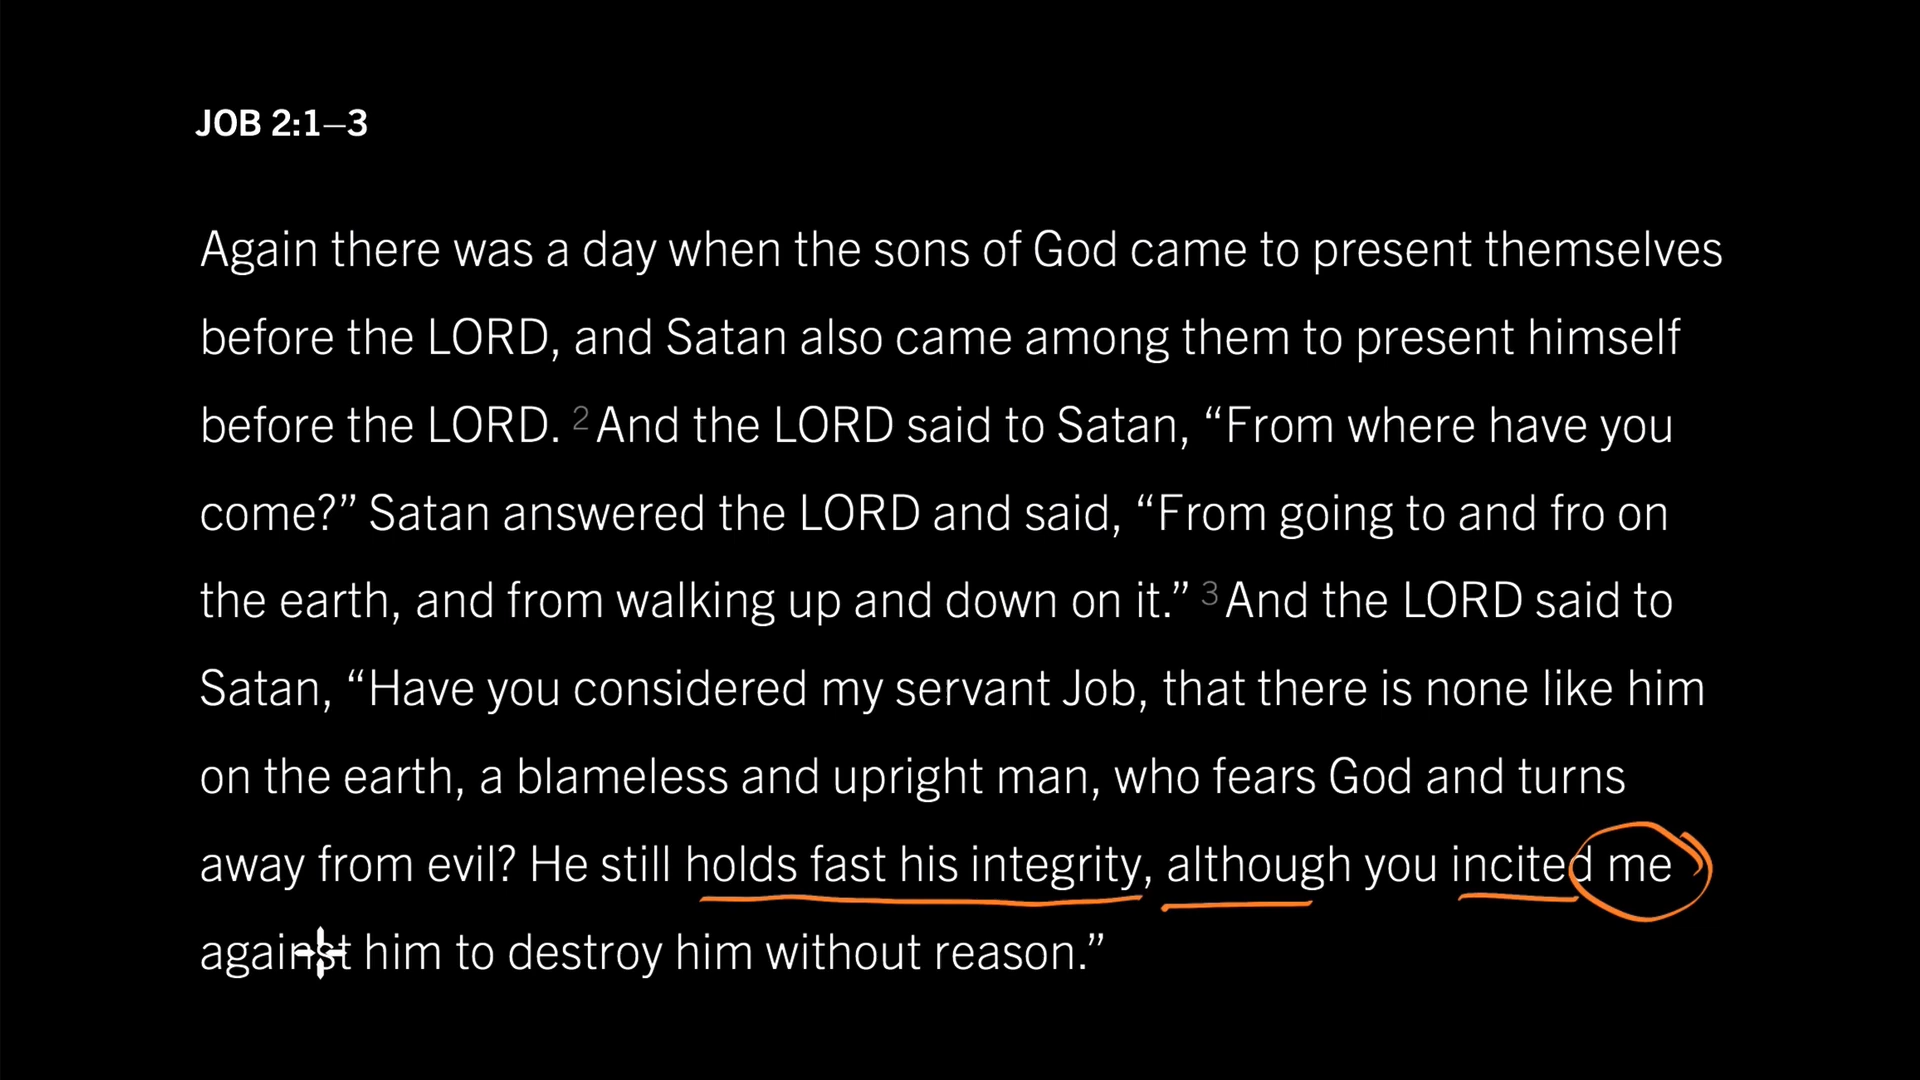 JOB 2:1–3
Again there was a day when the sons of God came to present themselves
before the LORD, and Satan also came among them to present himself
before the LORD. 2 And the LORD said to Satan, “From where have you
come?” Satan answered the LORD and said, “From going to and fro on
the earth, and from walking up and down on it.” 3 And the LORD said to
Satan, “Have you considered my servant Job, that there is none like him
on the earth, a blameless and upright man, who fears God and turns
away from evil? He still holds fast his integrity, although you incited me
against him to destroy him without reason.”